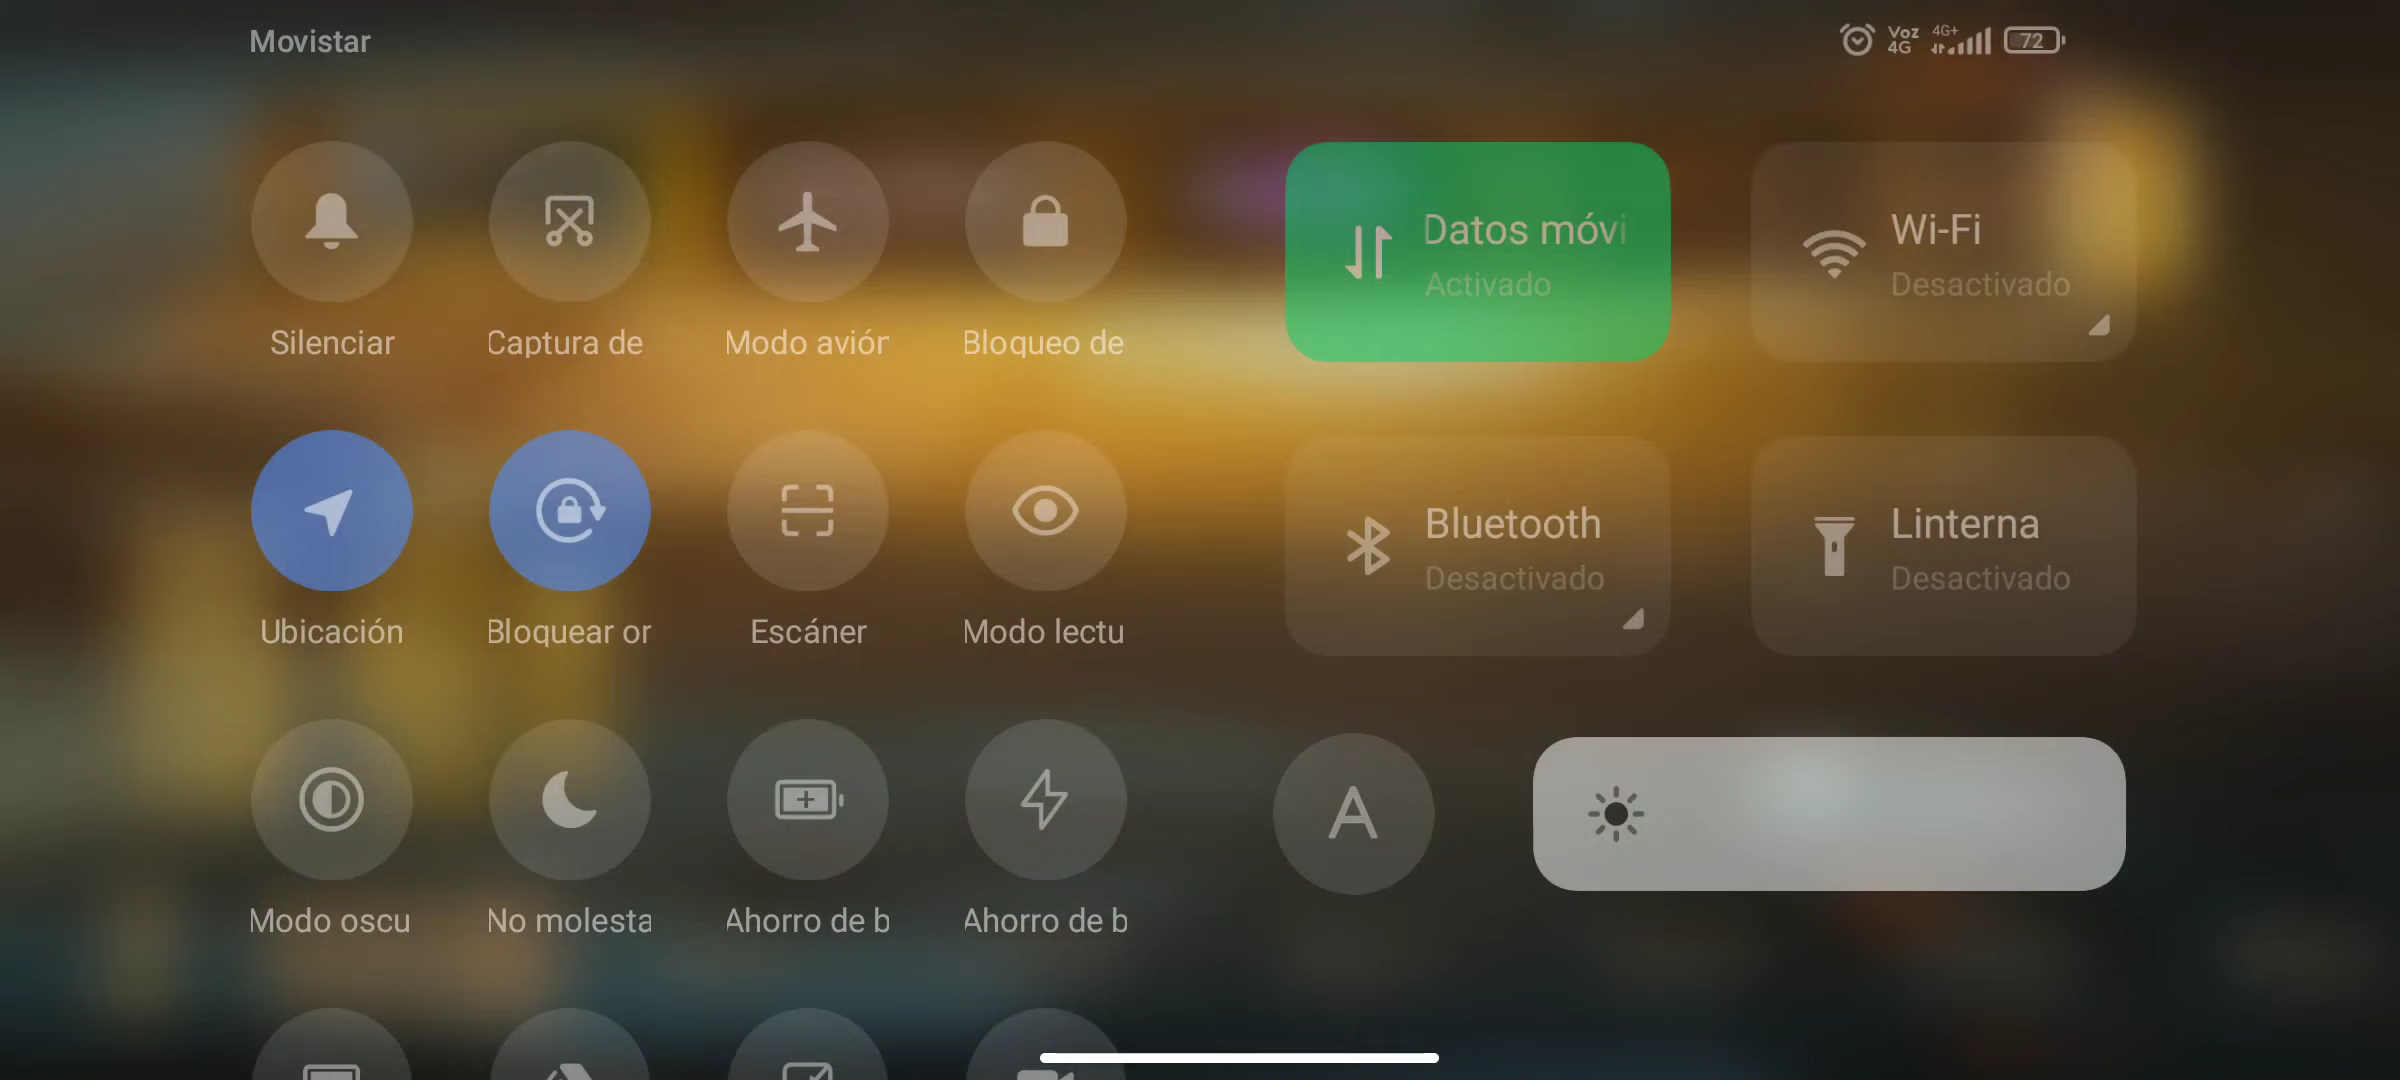 Movistar
Voz 4G 4G+ 72
Silenciar
Captura de
Modo avión
Bloqueo de
Datos móvi
Activado
Wi-Fi
Desactivado
Ubicación
Bloquear or
Escáner
Modo lectu
Bluetooth
Desactivado
Linterna
Desactivado
A
Modo oscu
No molesta
Ahorro de b
Ahorro de b